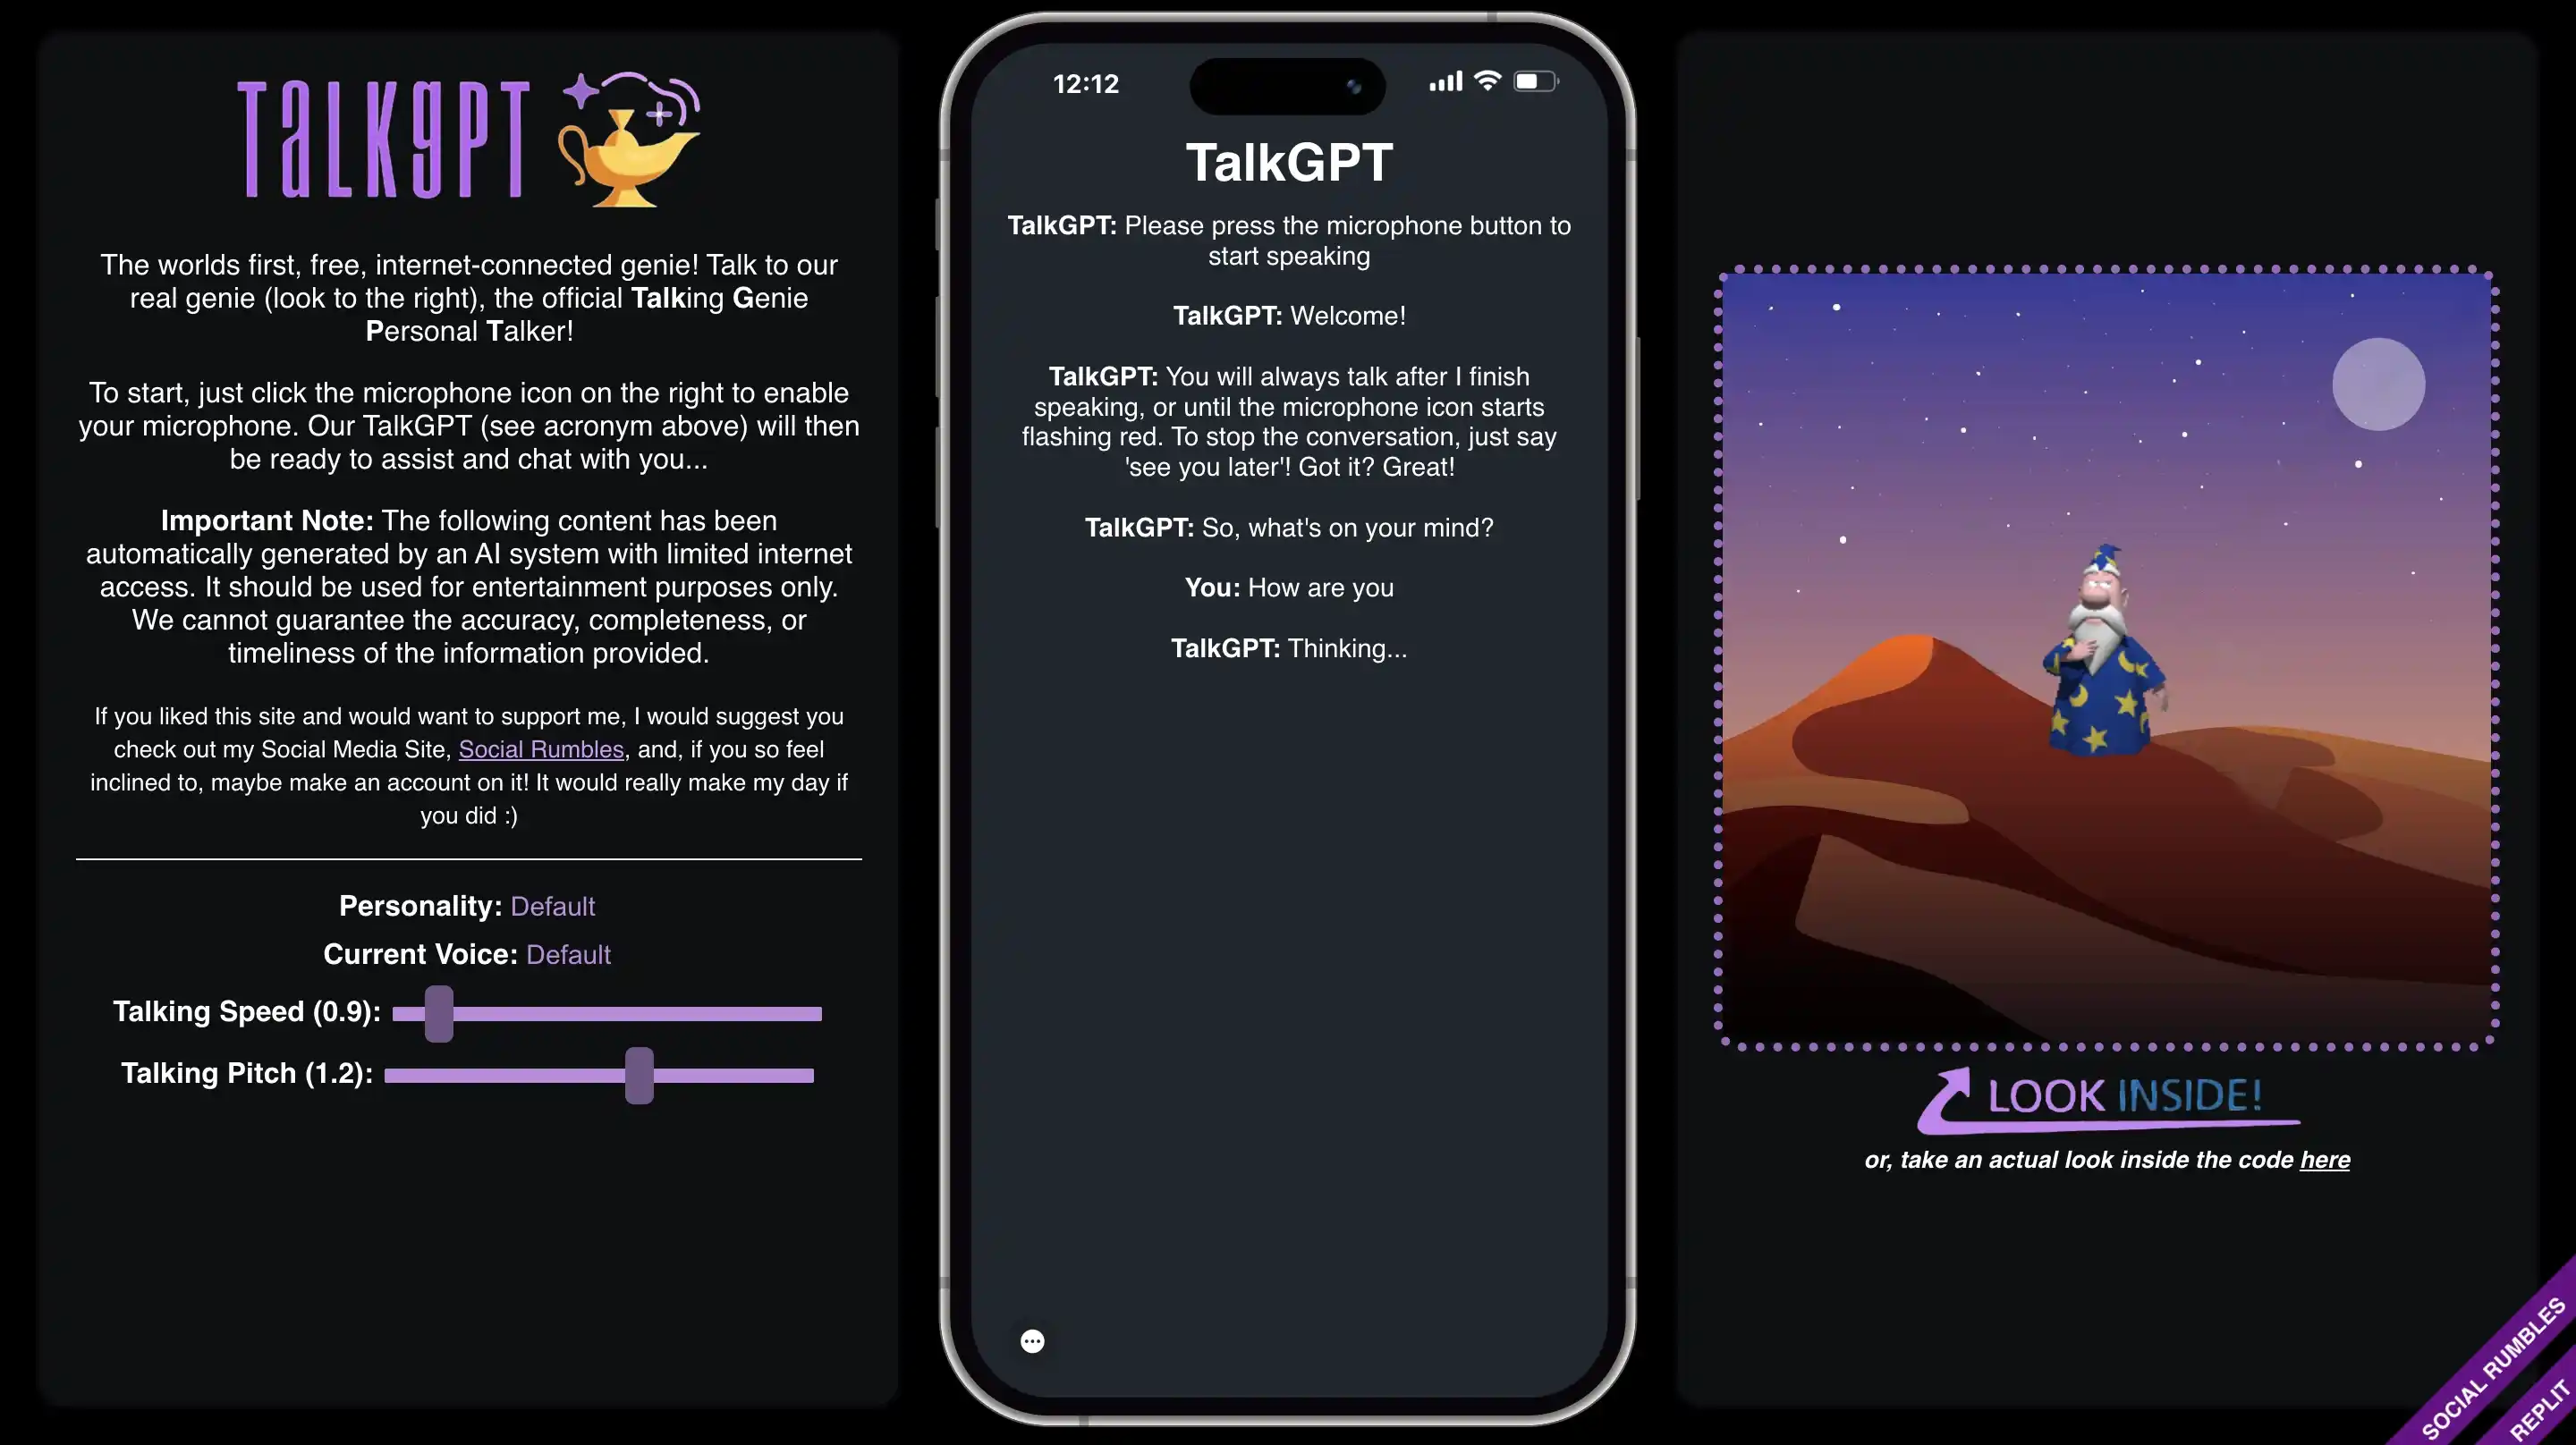 TaLKgPT
The worlds first, free, internet-connected genie! Talk to our
real genie (look to the right), the official Talking Genie
Personal Talker!
To start, just click the microphone icon on the right to enable
your microphone. Our TalkGPT (see acronym above) will then
be ready to assist and chat with you...
Important Note: The following content has been
automatically generated by an AI system with limited internet
access. It should be used for entertainment purposes only.
We cannot guarantee the accuracy, completeness, or
timeliness of the information provided.
If you liked this site and would want to support me, I would suggest you
check out my Social Media Site, Social Rumbles, and, if you so feel
inclined to, maybe make an account on it! It would really make my day if
you did :)
Personality: Default
Current Voice: Default
Talking Speed (0.9):
Talking Pitch (1.2):
12:12
TalkGPT
TalkGPT: Please press the microphone button to
start speaking
TalkGPT: Welcome!
TalkGPT: You will always talk after I finish
speaking, or until the microphone icon starts
flashing red. To stop the conversation, just say
'see you later'! Got it? Great!
TalkGPT: So, what's on your mind?
You: How are you
TalkGPT: Thinking...
LOOK INSIDE!
or, take an actual look inside the code here
SOCIAL RUMBLES
REPLIT